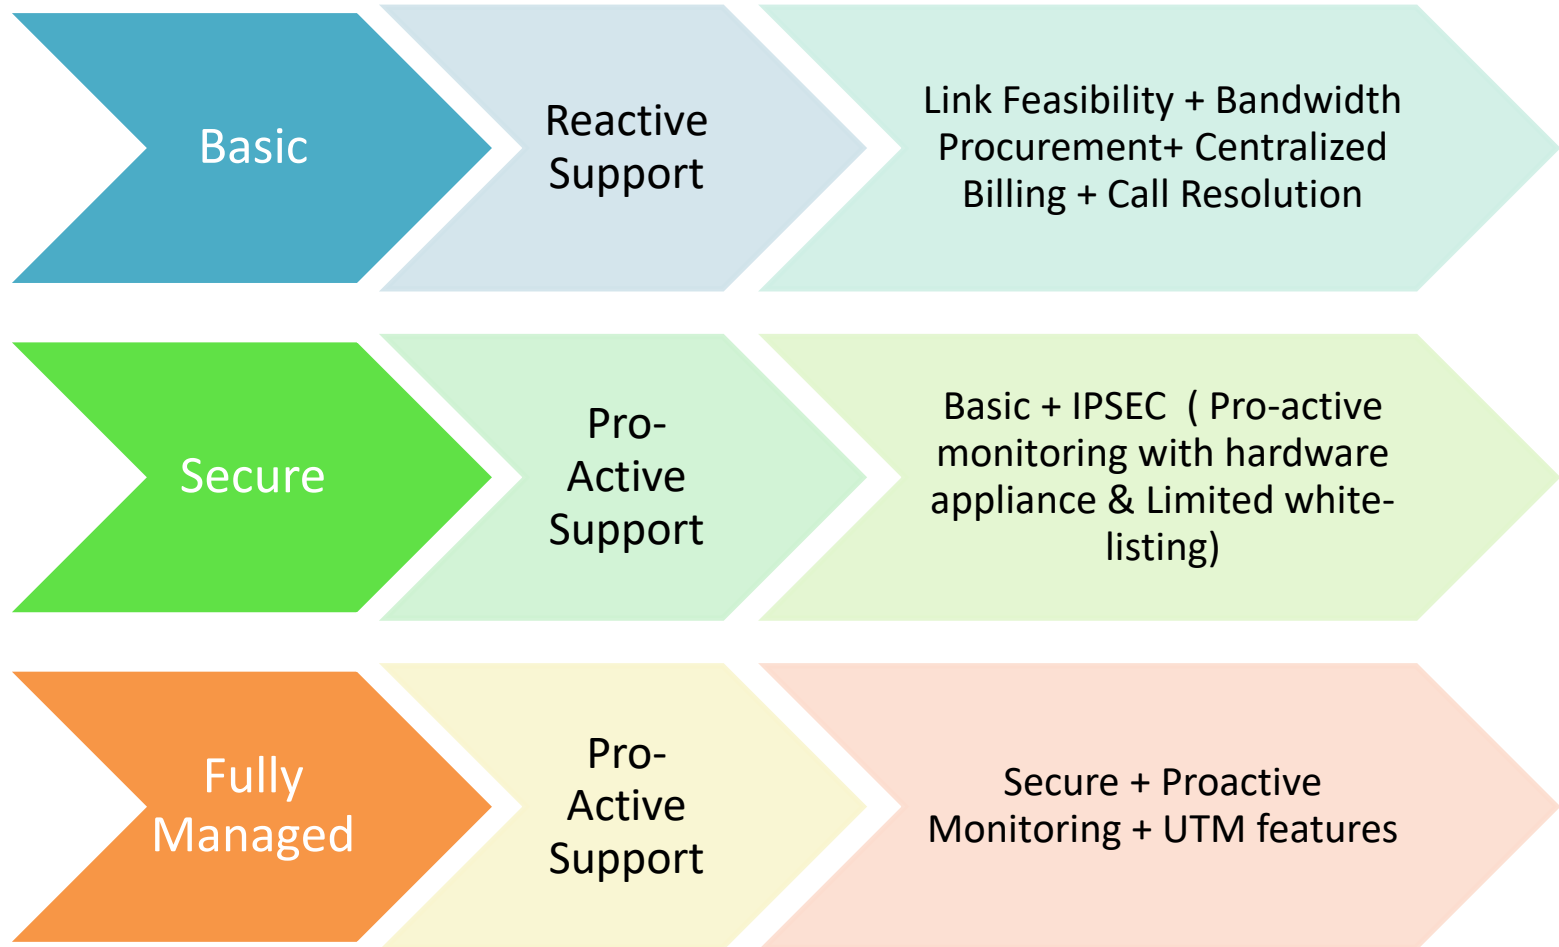 Basic
Reactive
Support
Link Feasibility + Bandwidth
Procurement+ Centralized
Billing + Call Resolution
Secure
Pro-
Active
Support
Basic + IPSEC  ( Pro-active
monitoring with hardware
appliance & Limited white-
listing)
Fully
Managed
Pro-
Active
Support
Secure + Proactive
Monitoring + UTM features